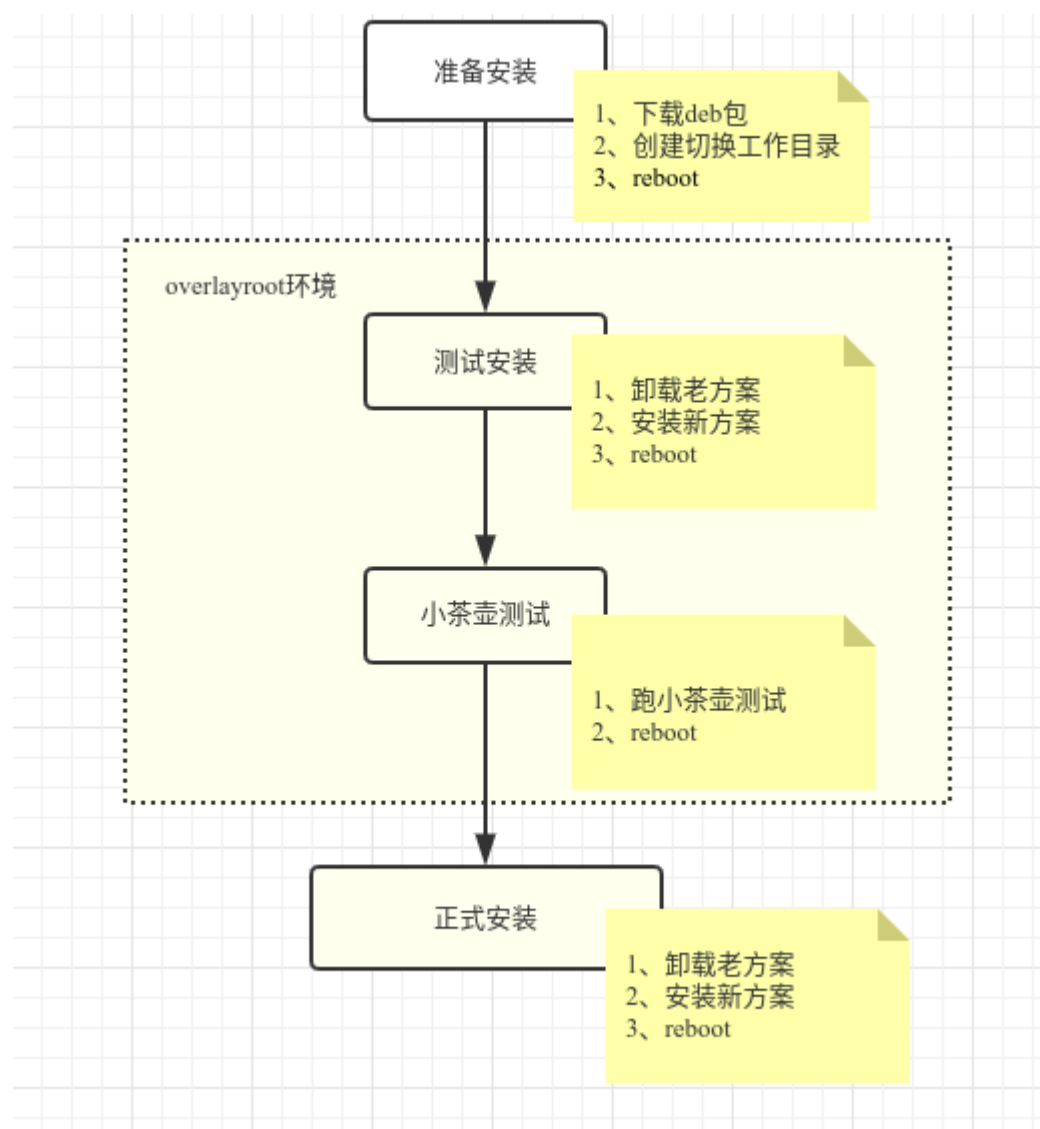 准备安装
1、下载deb包
2、创建切换工作目录
3、reboot
overlayroot环境
测试安装
1、卸载老方案
2、安装新方案
3、reboot
小茶壶测试
1、跑小茶壶测试
2、reboot
正式安装
1、卸载老方案
2、安装新方案
3、reboot